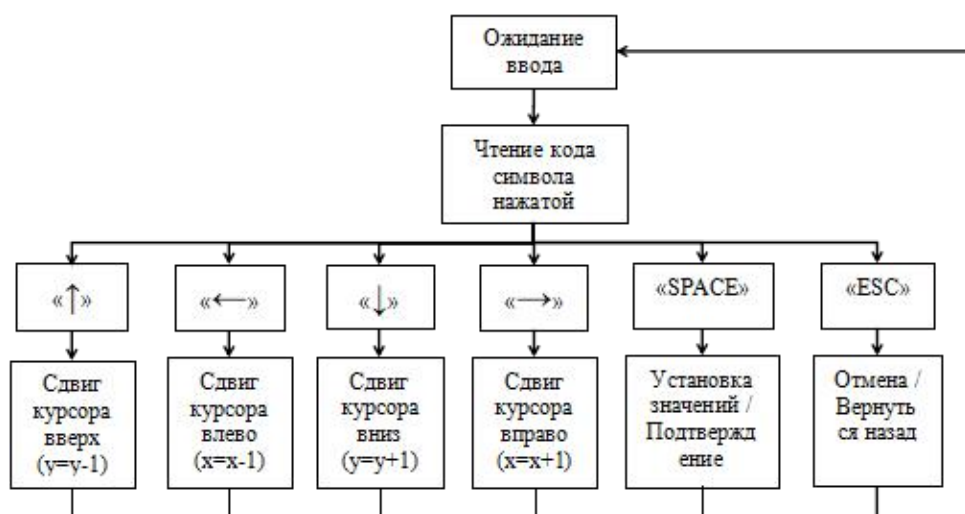 Ожидание
ввода
Чтение кода
символа
нажатой
«↑»
«←»
«↓»
«→»
«SPACE»
«ESC»
Сдвиг
курсора
вверх
(y=y-1)
Сдвиг
курсора
влево
(x=x-1)
Сдвиг
курсора
вниз
(y=y+1)
Сдвиг
курсора
вправо
(x=x+1)
Установка
значений /
Подтвержд
ение
Отмена /
Вернуть
ся назад